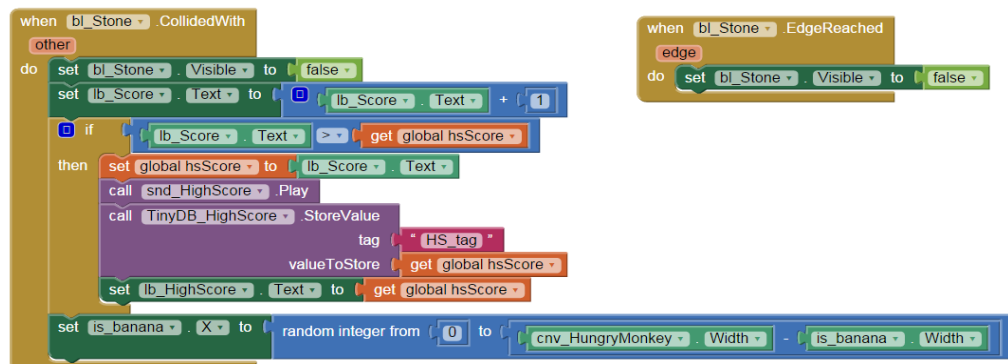 when bl_Stone .CollidedWith
other
do set bl_Stone . Visible to false
set lb_Score . Text to lb_Score . Text + 1
if lb_Score . Text > get global hsScore
then set global hsScore to lb_Score . Text
call snd_HighScore .Play
call TinyDB_HighScore .StoreValue
tag " HS_tag "
valueToStore get global hsScore
set lb_HighScore . Text to get global hsScore
set is_banana . X to random integer from 0 to cnv_HungryMonkey . Width - is_banana . Width
when bl_Stone .EdgeReached
edge
do set bl_Stone . Visible to false